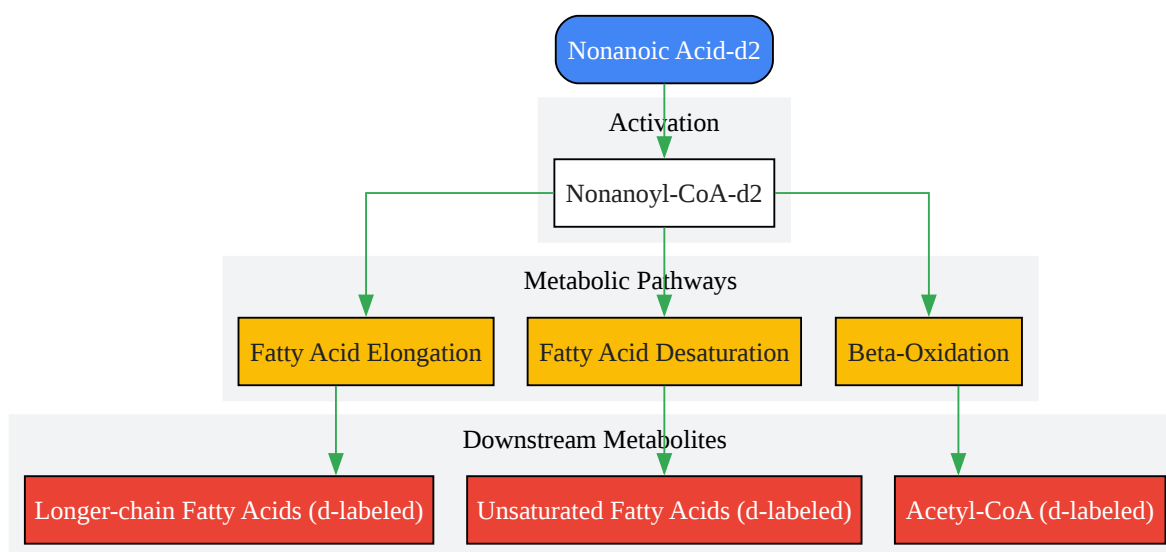 Nonanoic Acid-d2
Activation
Nonanoyl-CoA-d2
Metabolic Pathways
Fatty Acid Elongation
Fatty Acid Desaturation
Beta-Oxidation
Downstream Metabolites
Longer-chain Fatty Acids (d-labeled)
Unsaturated Fatty Acids (d-labeled)
Acetyl-CoA (d-labeled)